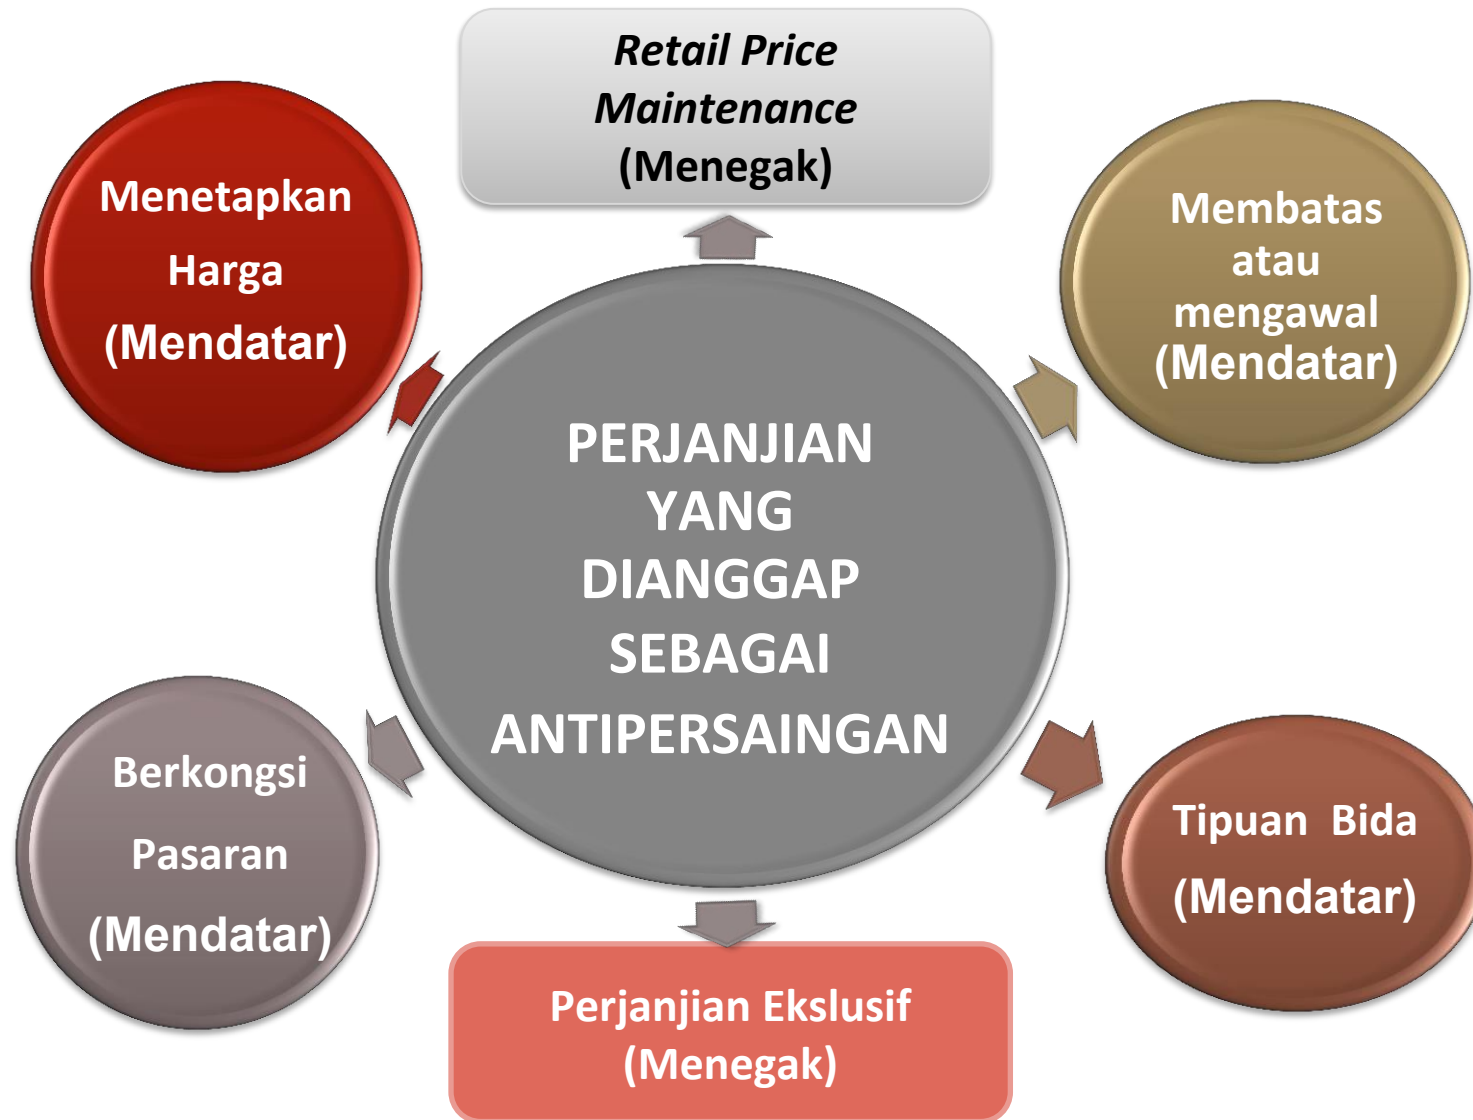 Retail Price
Maintenance
(Menegak)
Menetapkan
Harga
(Mendatar)
Membatas
atau
mengawal
(Mendatar)
PERJANJIAN
YANG
DIANGGAP
SEBAGAI
ANTIPERSAINGAN
Berkongsi
Pasaran
(Mendatar)
Tipuan Bida
(Mendatar)
Perjanjian Ekslusif
(Menegak)